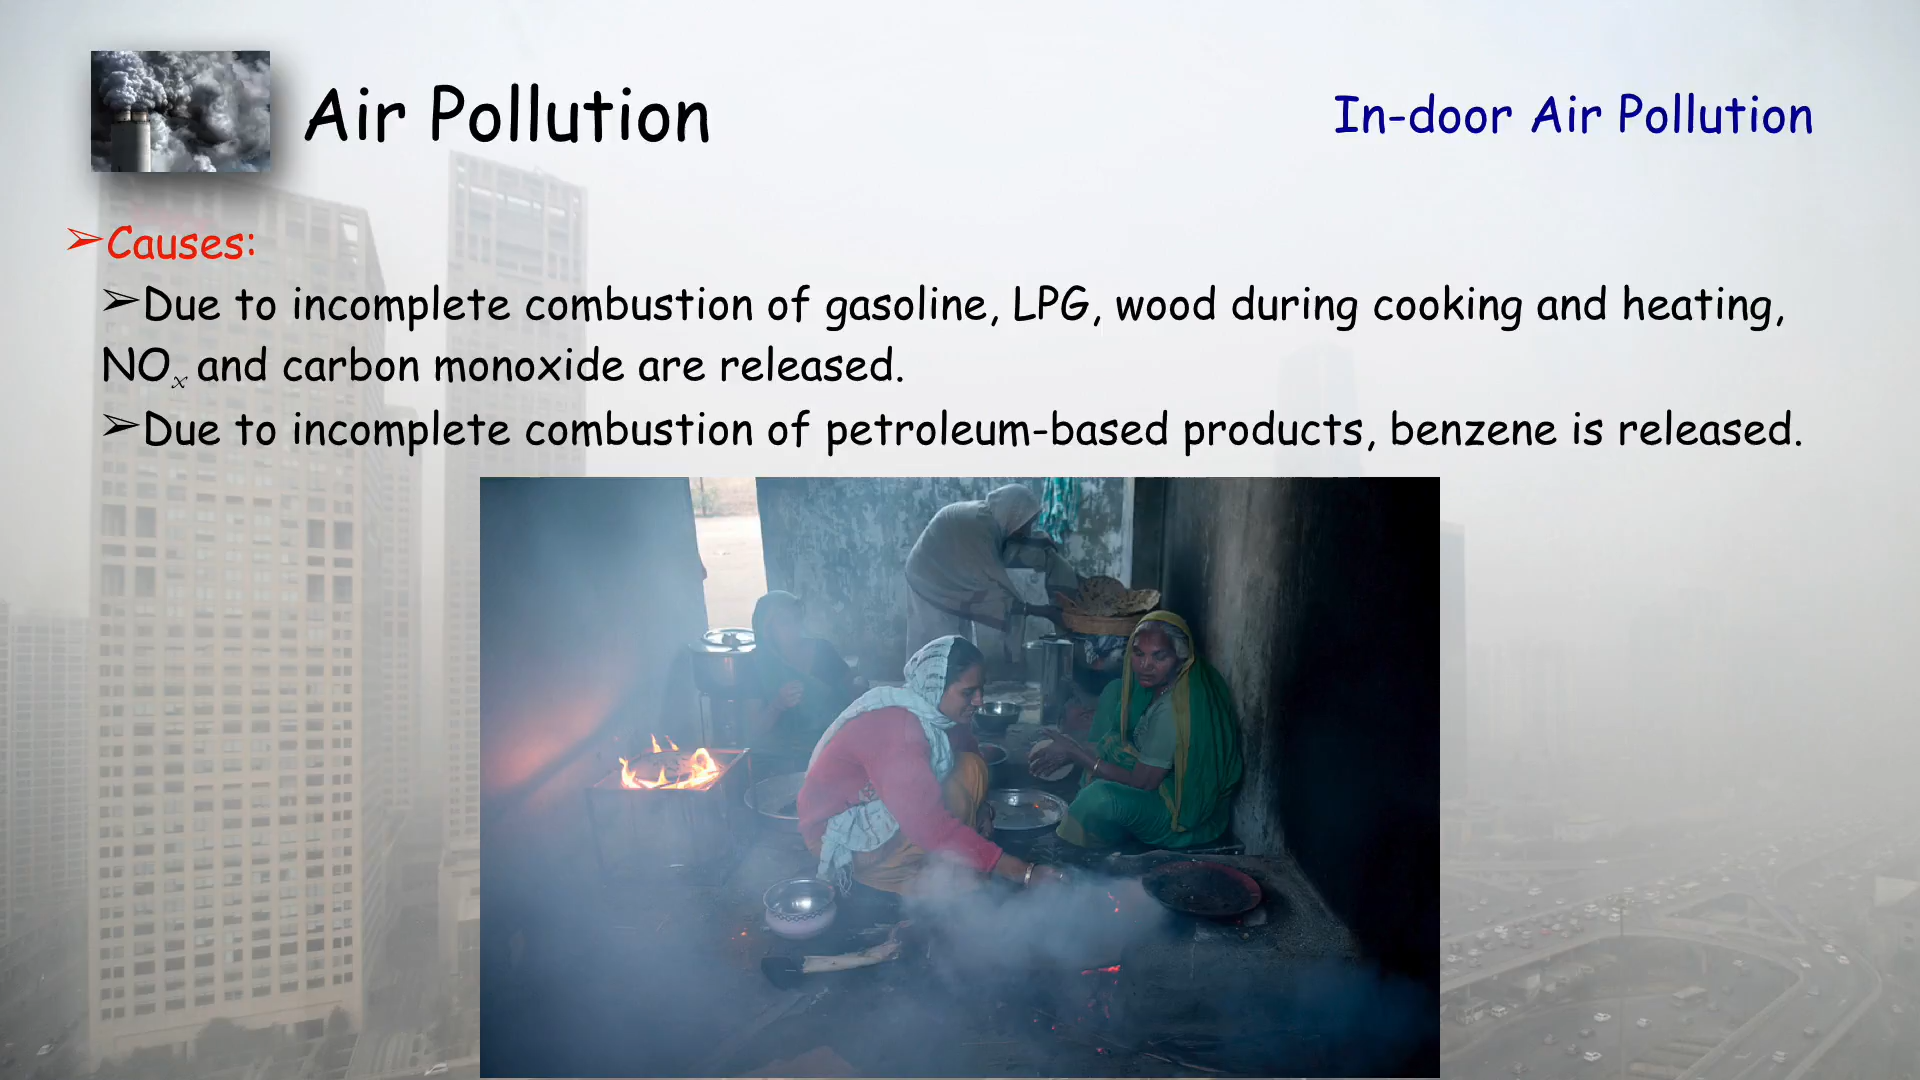 Air Pollution
In-door Air Pollution
➢Causes:
➢Due to incomplete combustion of gasoline, LPG, wood during cooking and heating,
NOₓ and carbon monoxide are released.
➢Due to incomplete combustion of petroleum-based products, benzene is released.